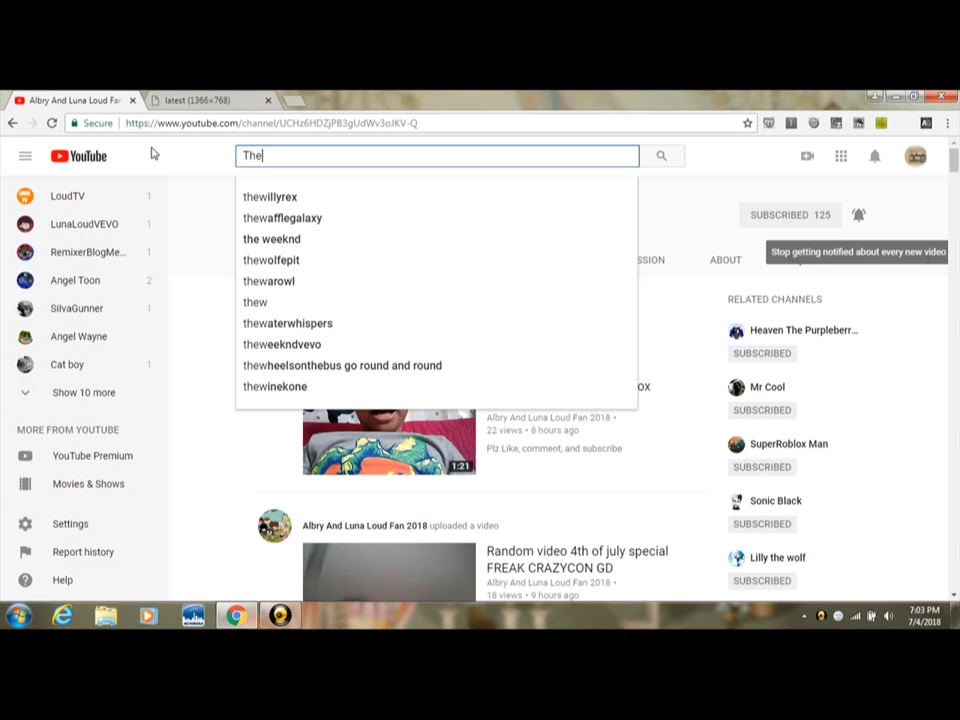 Albry And Luna Loud Fan
latest (1366×768)
Secure
https://www.youtube.com/channel/UCHz6HDZjPB3gUdWv3oJKV-Q
YouTube
The
LoudTV 1
LunaLoudVEVO 1
RemixerBlogMe... 1
Angel Toon 2
SilvaGunner 1
Angel Wayne
Cat boy 1
Show 10 more
MORE FROM YOUTUBE
YouTube Premium
Movies & Shows
Settings
Report history
Help
thewillyrex
thewafflegalaxy
the weeknd
thewolfepit
thewarowl
thew
thewaterwhispers
theweekndvevo
thewheelsonthebus go round and round
thewinekone
SUBSCRIBED 125
Stop getting notified about every new video
SSION
ABOUT
OX
Albry And Luna Loud Fan 2018 •
22 views • 8 hours ago
Plz Like, comment, and subscribe
1:21
Albry And Luna Loud Fan 2018 uploaded a video
Random video 4th of july special
FREAK CRAZYCON GD
Albry And Luna Loud Fan 2018 •
18 views • 9 hours ago
RELATED CHANNELS
Heaven The Purpleberr...
SUBSCRIBED
Mr Cool
SUBSCRIBED
SuperRoblox Man
SUBSCRIBED
Sonic Black
SUBSCRIBED
Lilly the wolf
SUBSCRIBED
7:03 PM
7/4/2018